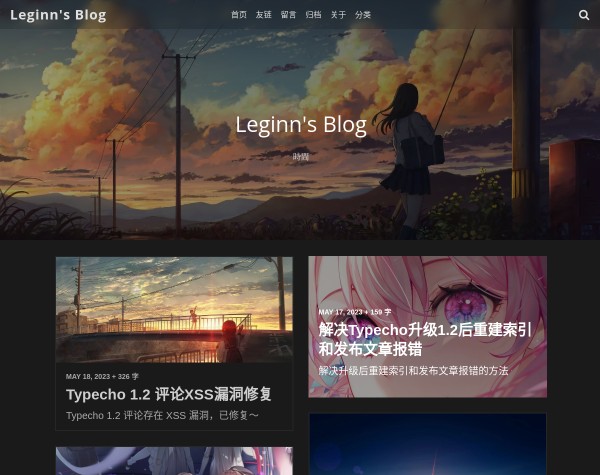 Leginn's Blog
首页 友链 留言 归档 关于 分类
Leginn's Blog
時間
MAY 18, 2023 + 326 字
Typecho 1.2 评论XSS漏洞修复
Typecho 1.2 评论存在 XSS 漏洞，已修复～
MAY 17, 2023 + 159 字
解决Typecho升级1.2后重建索引
和发布文章报错
解决升级后重建索引和发布文章报错的方法